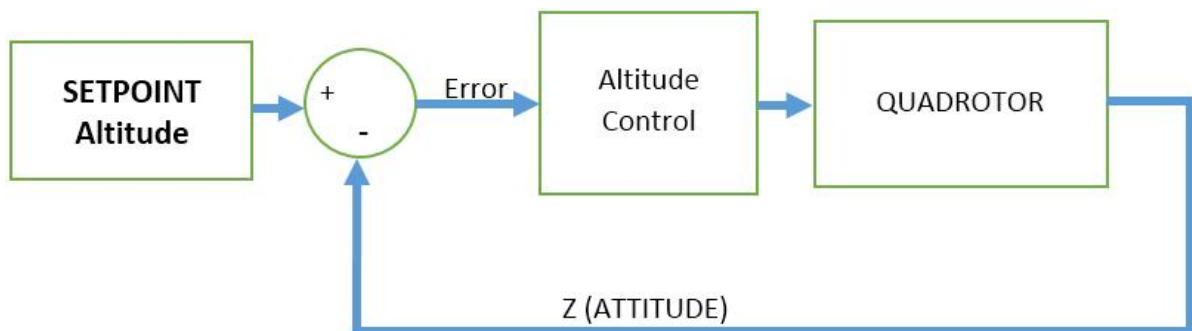 SETPOINT
Altitude
+
-
Error
Altitude
Control
QUADROTOR
Z (ATTITUDE)